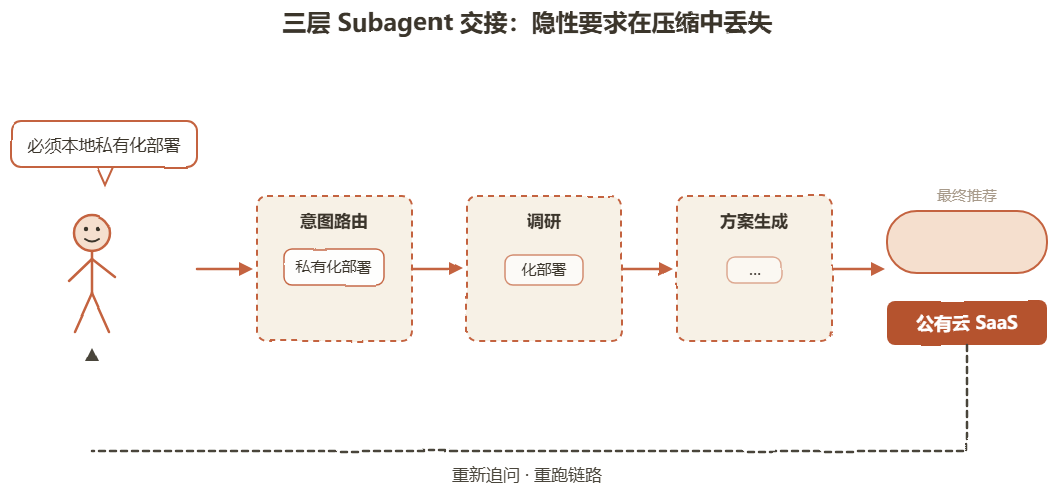 三层 Subagent 交接：隐性要求在压缩中丢失
必须本地私有化部署
意图路由
私有化部署
调研
化部署
方案生成
...
最终推荐
公有云 SaaS
重新追问 · 重跑链路